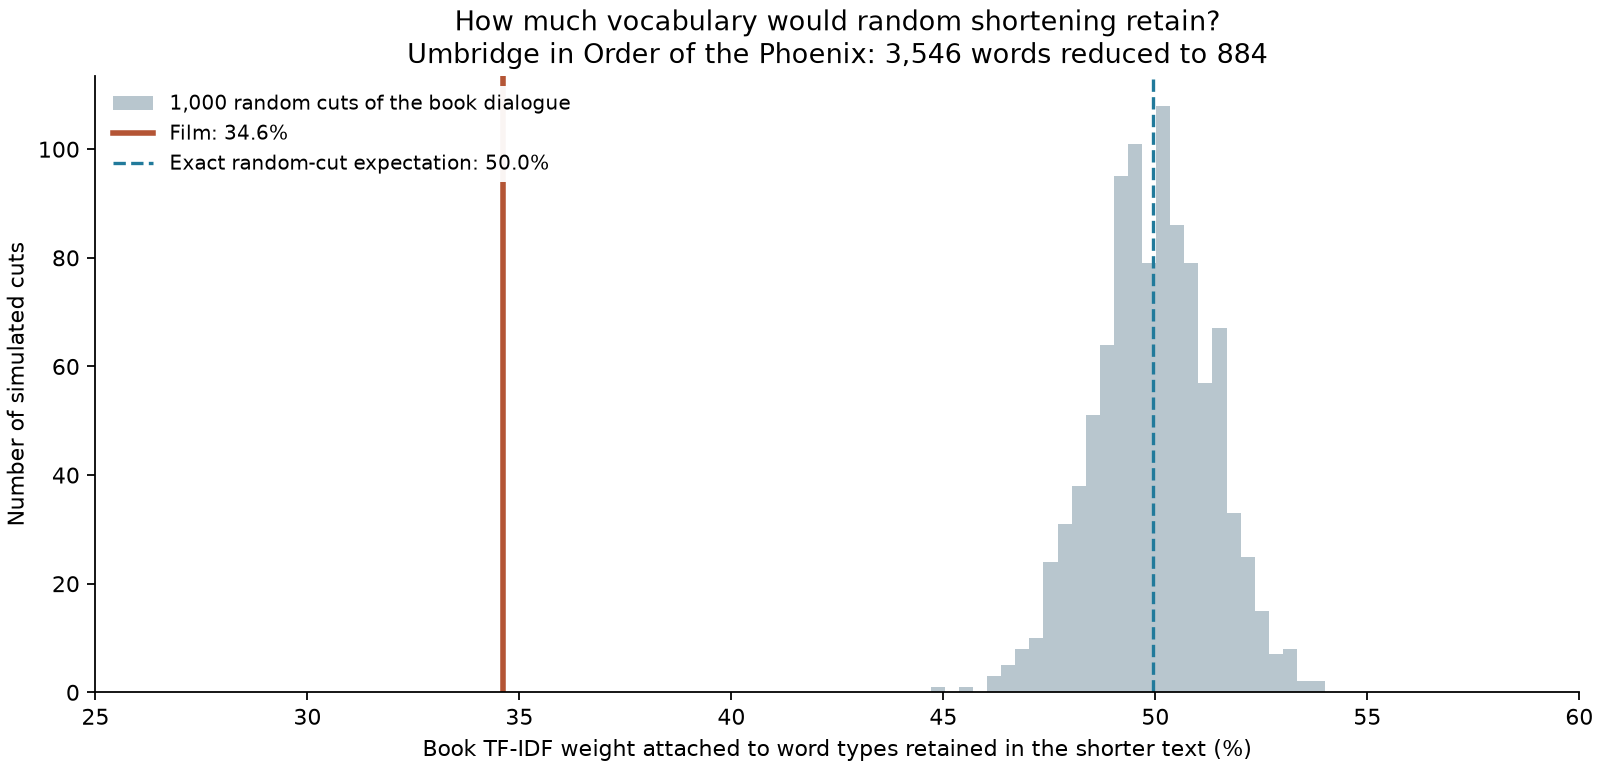 How much vocabulary would random shortening retain?
Umbridge in Order of the Phoenix: 3,546 words reduced to 884
1,000 random cuts of the book dialogue
Film: 34.6%
Exact random-cut expectation: 50.0%
Number of simulated cuts
100
80
60
40
20
0
25 30 35 40 45 50 55 60
Book TF-IDF weight attached to word types retained in the shorter text (%)